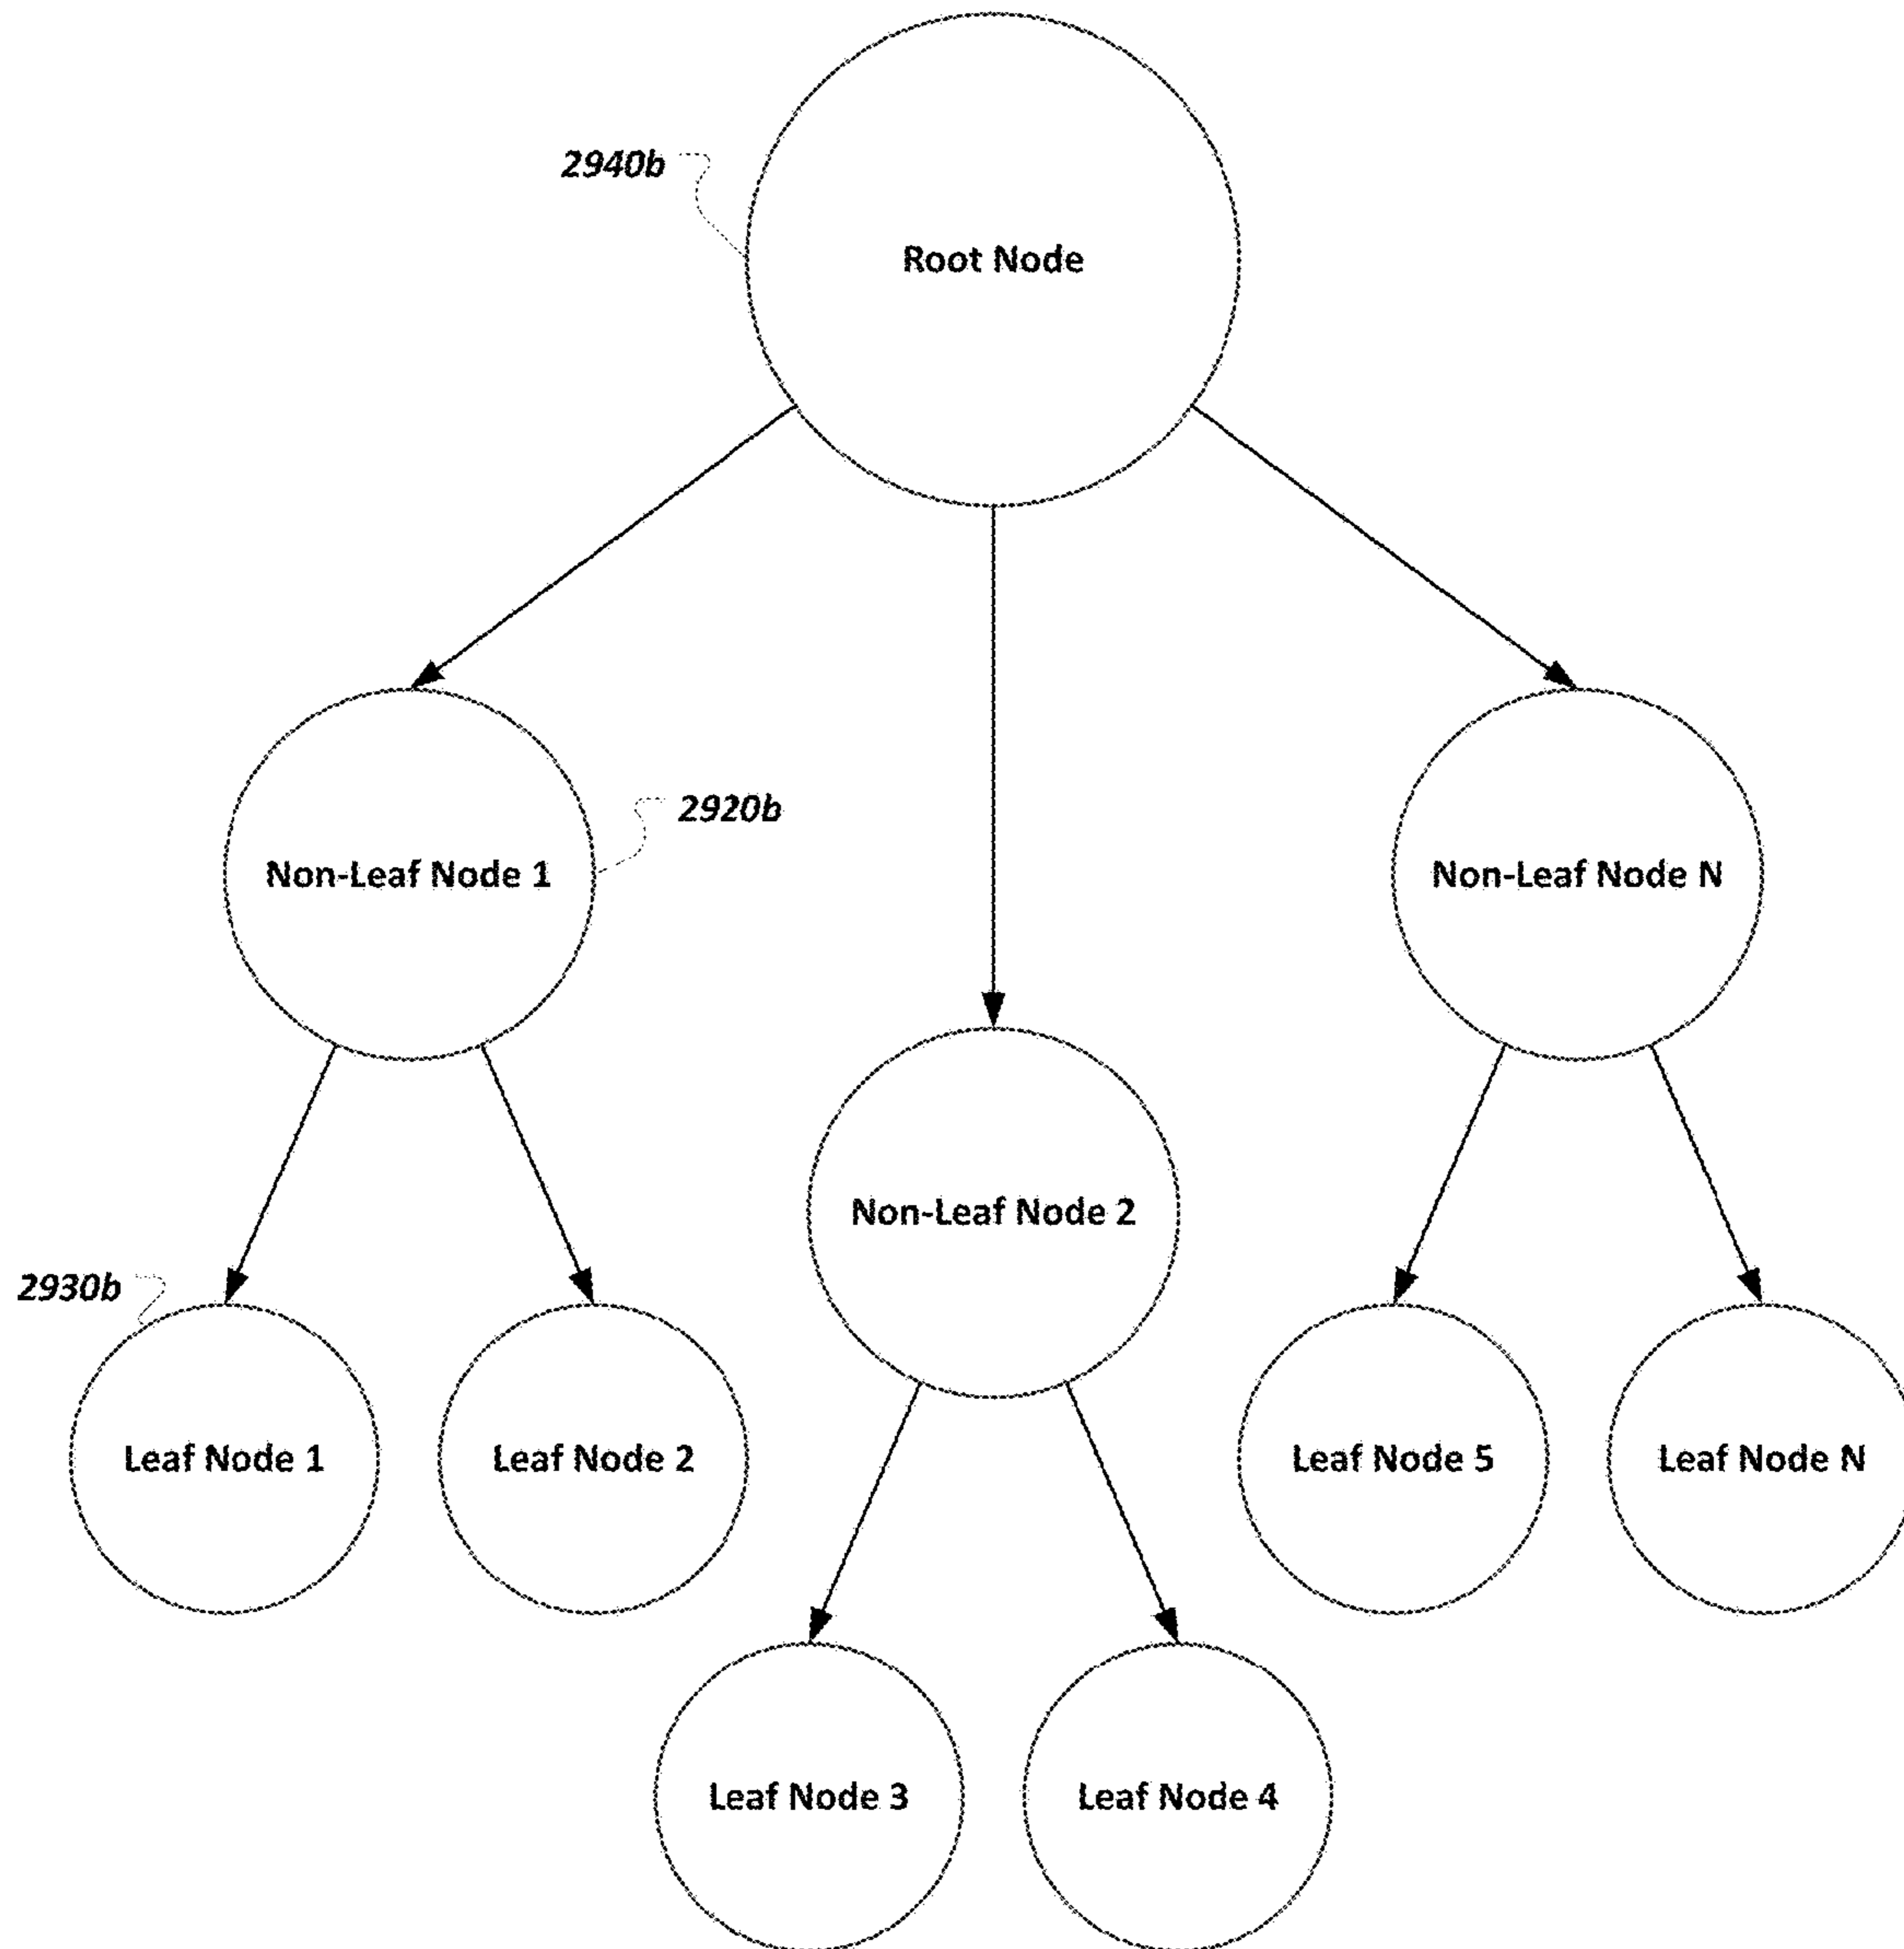 2940b
Root Node
2920b
Non-Leaf Node 1
Non-Leaf Node N
Non-Leaf Node 2
2930b
Leaf Node 1
Leaf Node 2
Leaf Node 5
Leaf Node N
Leaf Node 3
Leaf Node 4